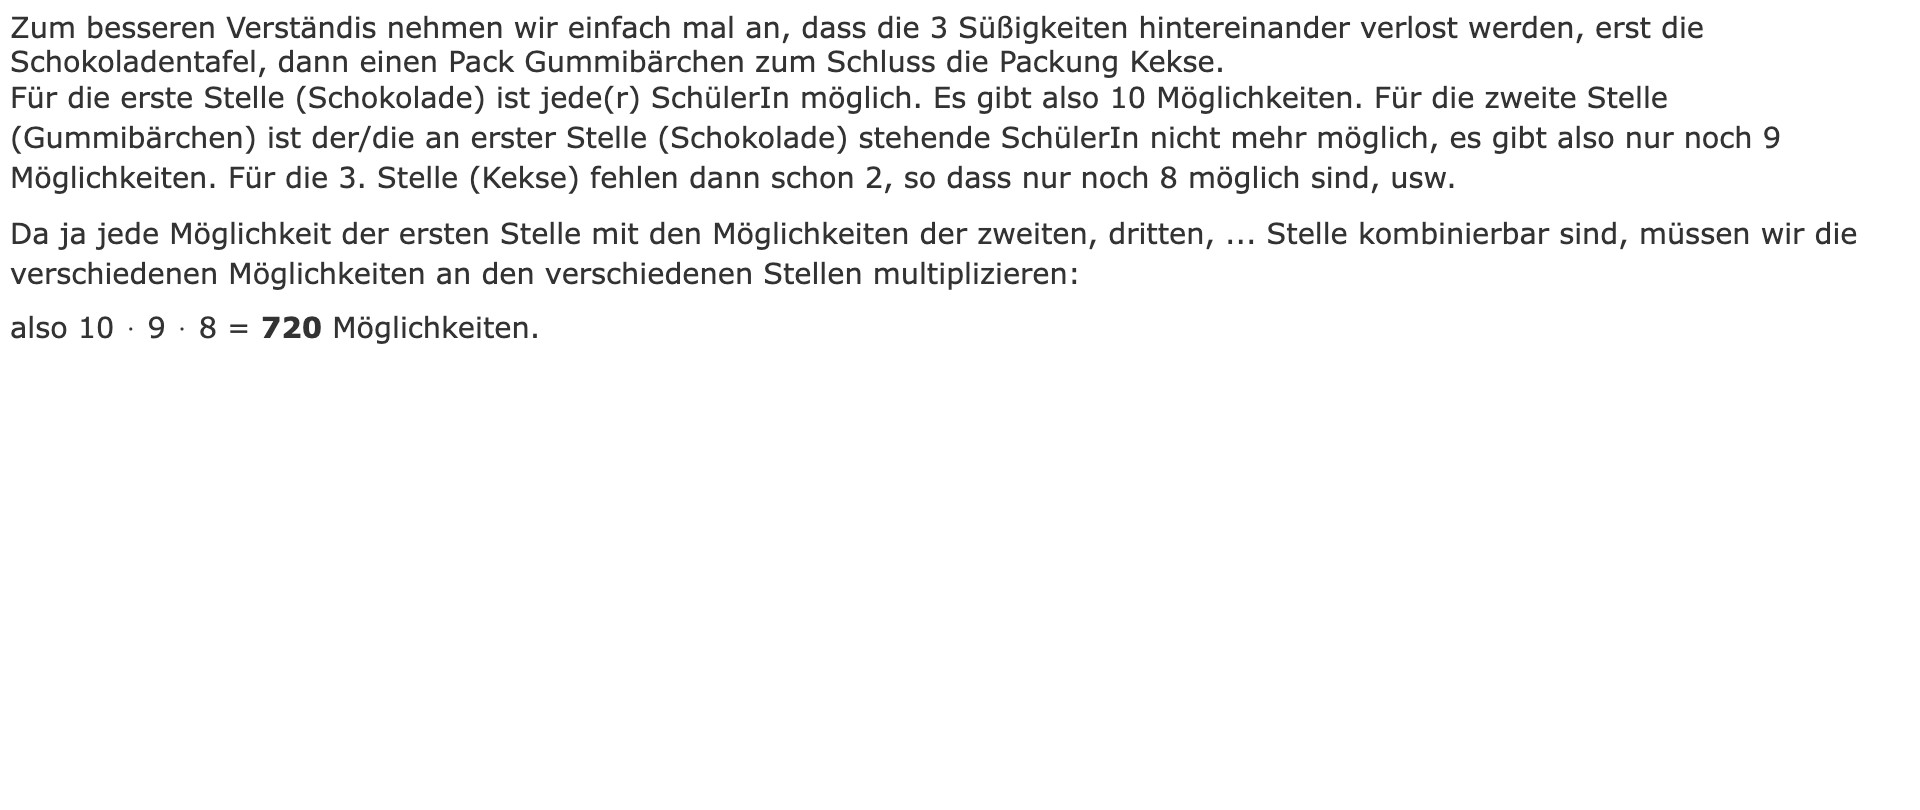 Zum besseren Verständis nehmen wir einfach mal an, dass die 3 Süßigkeiten hintereinander verlost werden, erst die
Schokoladentafel, dann einen Pack Gummibärchen zum Schluss die Packung Kekse.
Für die erste Stelle (Schokolade) ist jede(r) SchülerIn möglich. Es gibt also 10 Möglichkeiten. Für die zweite Stelle
(Gummibärchen) ist der/die an erster Stelle (Schokolade) stehende SchülerIn nicht mehr möglich, es gibt also nur noch 9
Möglichkeiten. Für die 3. Stelle (Kekse) fehlen dann schon 2, so dass nur noch 8 möglich sind, usw.
Da ja jede Möglichkeit der ersten Stelle mit den Möglichkeiten der zweiten, dritten, ... Stelle kombinierbar sind, müssen wir die
verschiedenen Möglichkeiten an den verschiedenen Stellen multiplizieren:
also 10 · 9 · 8 = 720 Möglichkeiten.